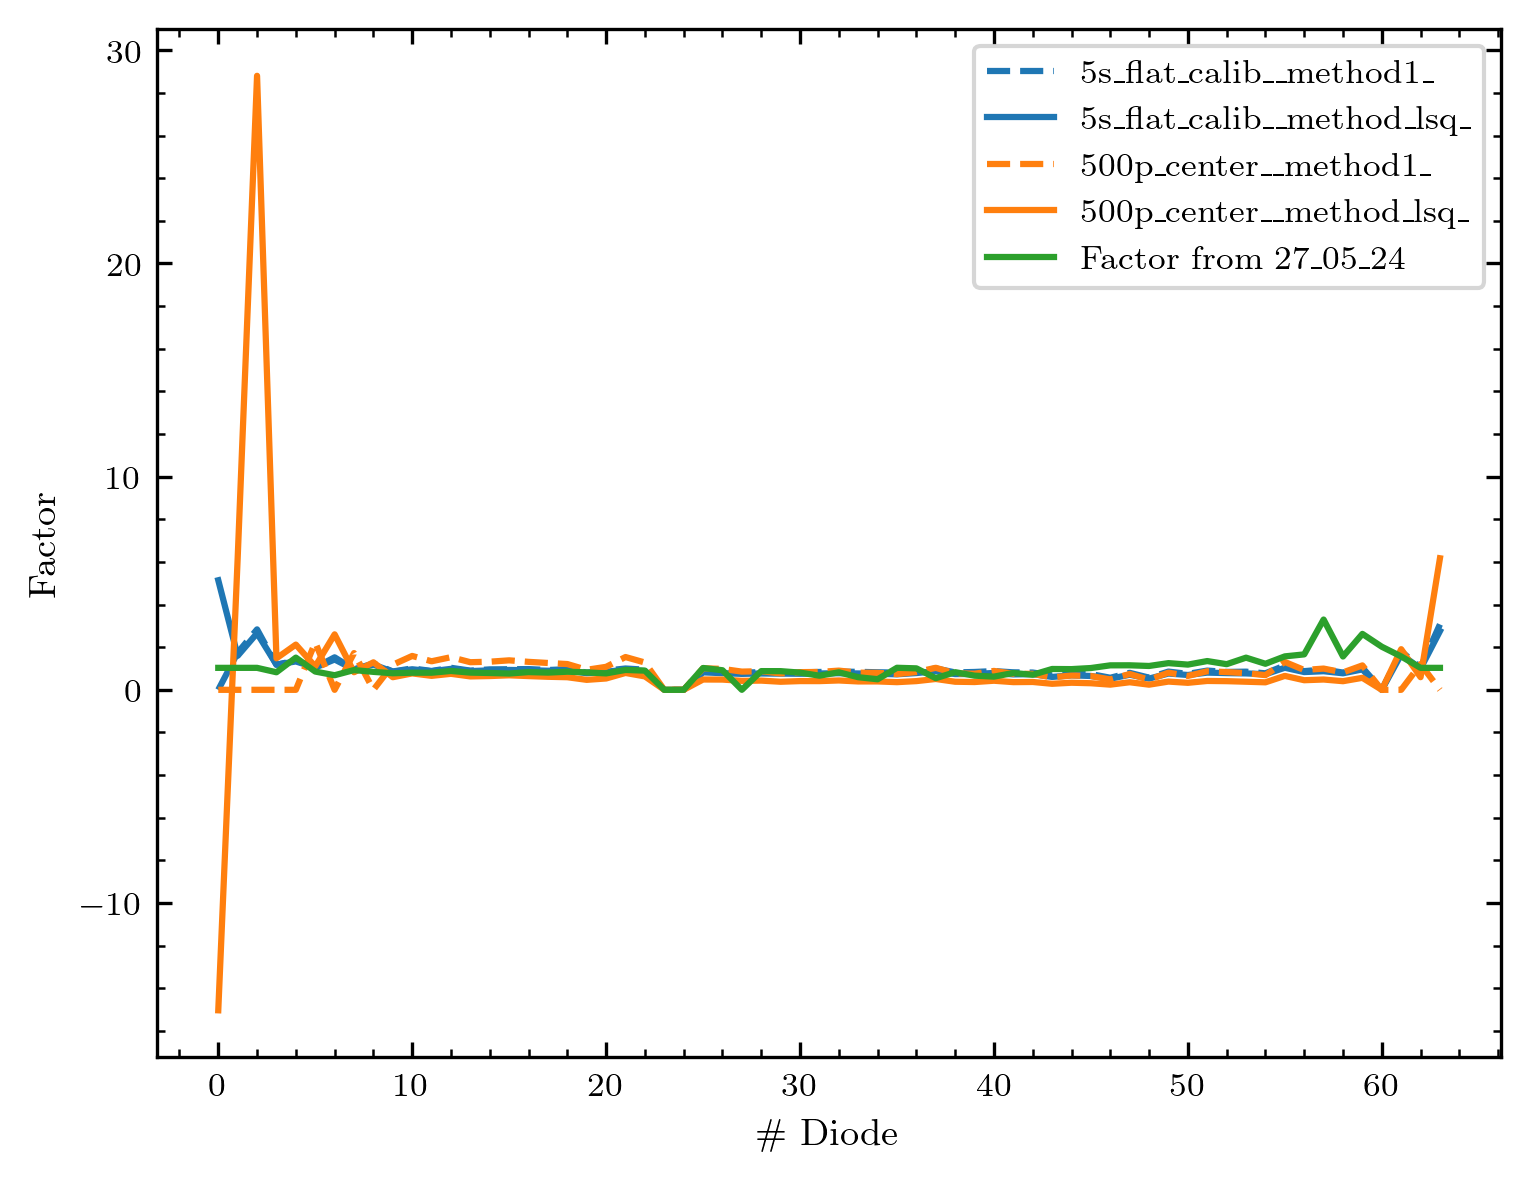 30
20
10
0
−10
0 10 20 30 40 50 60
Factor
# Diode
5s_flat_calib__method1_
5s_flat_calib__method_lsq_
500p_center__method1_
500p_center__method_lsq_
Factor from 27_05_24